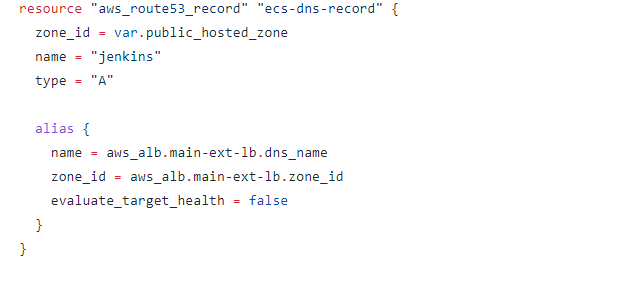 resource "aws_route53_record" "ecs-dns-record" {
  zone_id = var.public_hosted_zone
  name = "jenkins"
  type = "A"

  alias {
    name = aws_alb.main-ext-lb.dns_name
    zone_id = aws_alb.main-ext-lb.zone_id
    evaluate_target_health = false
  }
}